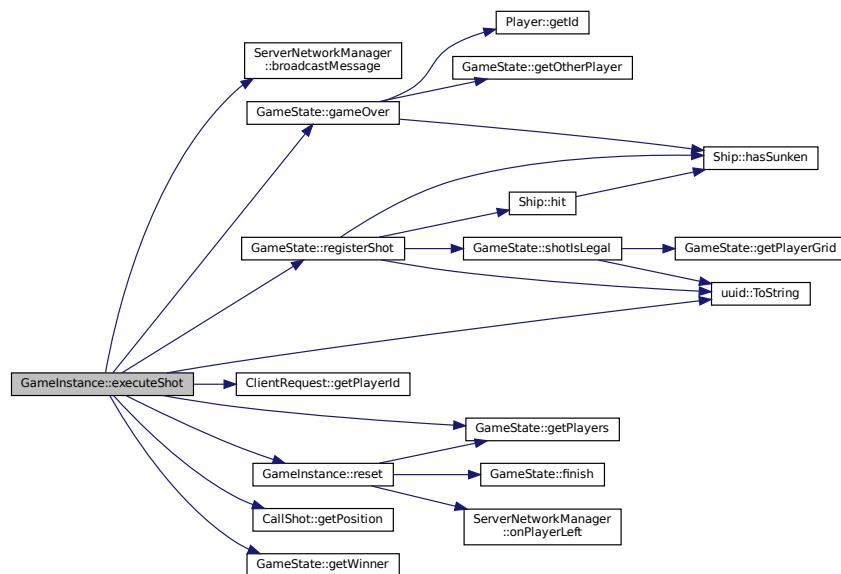 Player::getId
ServerNetworkManager
::broadcastMessage
GameState::getOtherPlayer
GameState::gameOver
Ship::hasSunken
Ship::hit
GameState::registerShot
GameState::shotIsLegal
GameState::getPlayerGrid
uuid::ToString
GameInstance::executeShot
ClientRequest::getPlayerId
GameState::getPlayers
GameInstance::reset
GameState::finish
CallShot::getPosition
ServerNetworkManager
::onPlayerLeft
GameState::getWinner